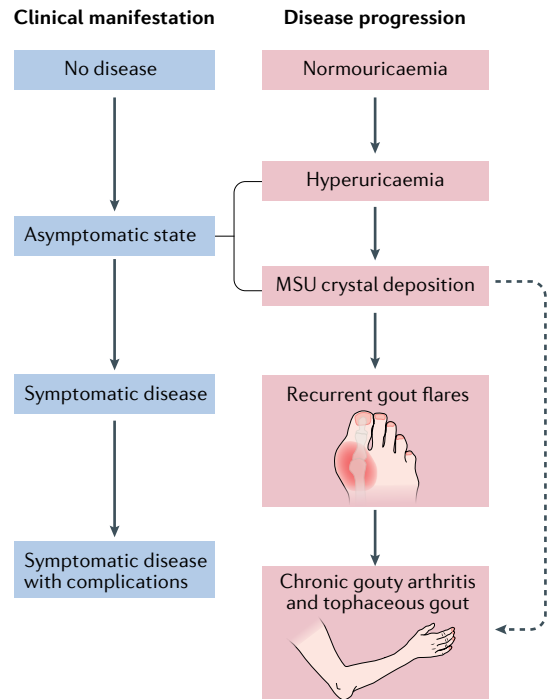 Clinical manifestation
Disease progression
No disease
Normouricaemia
Hyperuricaemia
Asymptomatic state
MSU crystal deposition
Symptomatic disease
Recurrent gout flares
Symptomatic disease
with complications
Chronic gouty arthritis
and tophaceous gout